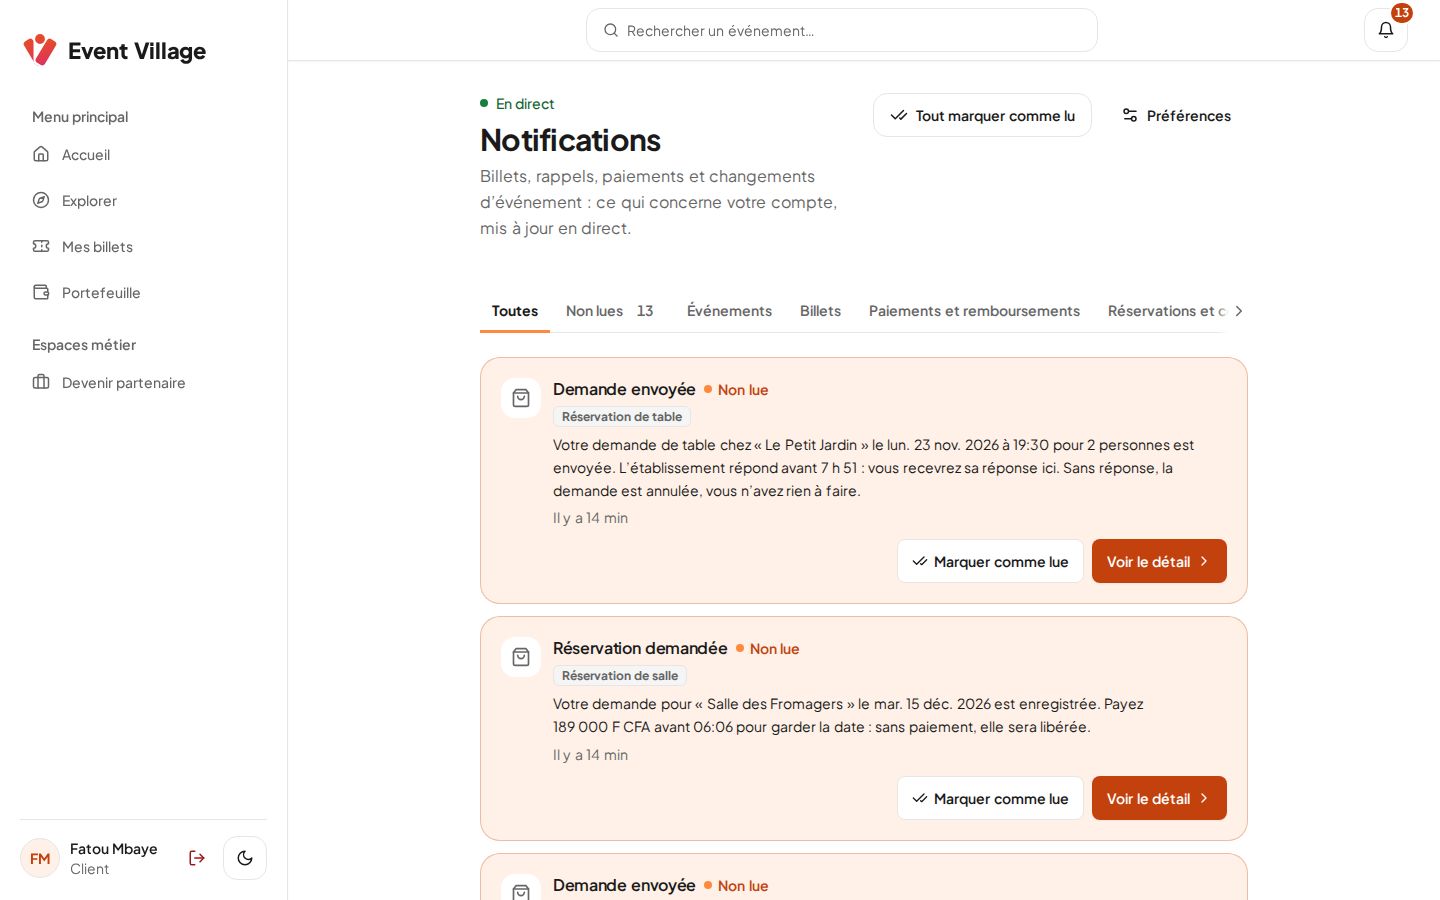 Event Village
Menu principal
Accueil
Explorer
Mes billets
Portefeuille
Espaces métier
Devenir partenaire
FM
Fatou Mbaye
Client
Rechercher un événement...
13
En direct
Notifications
Billets, rappels, paiements et changements
d’événement : ce qui concerne votre compte,
mis à jour en direct.
Tout marquer comme lu
Préférences
Toutes
Non lues 13
Événements
Billets
Paiements et remboursements
Réservations et
Demande envoyée
Non lue
Réservation de table
Votre demande de table chez « Le Petit Jardin » le lun. 23 nov. 2026 à 19:30 pour 2 personnes est
envoyée. L’établissement répond avant 7 h 51 : vous recevrez sa réponse ici. Sans réponse, la
demande est annulée, vous n’avez rien à faire.
Il y a 14 min
Marquer comme lue
Voir le détail
Réservation demandée
Non lue
Réservation de salle
Votre demande pour « Salle des Fromagers » le mar. 15 déc. 2026 est enregistrée. Payez
189 000 F CFA avant 06:06 pour garder la date : sans paiement, elle sera libérée.
Il y a 14 min
Marquer comme lue
Voir le détail
Demande envoyée
Non lue